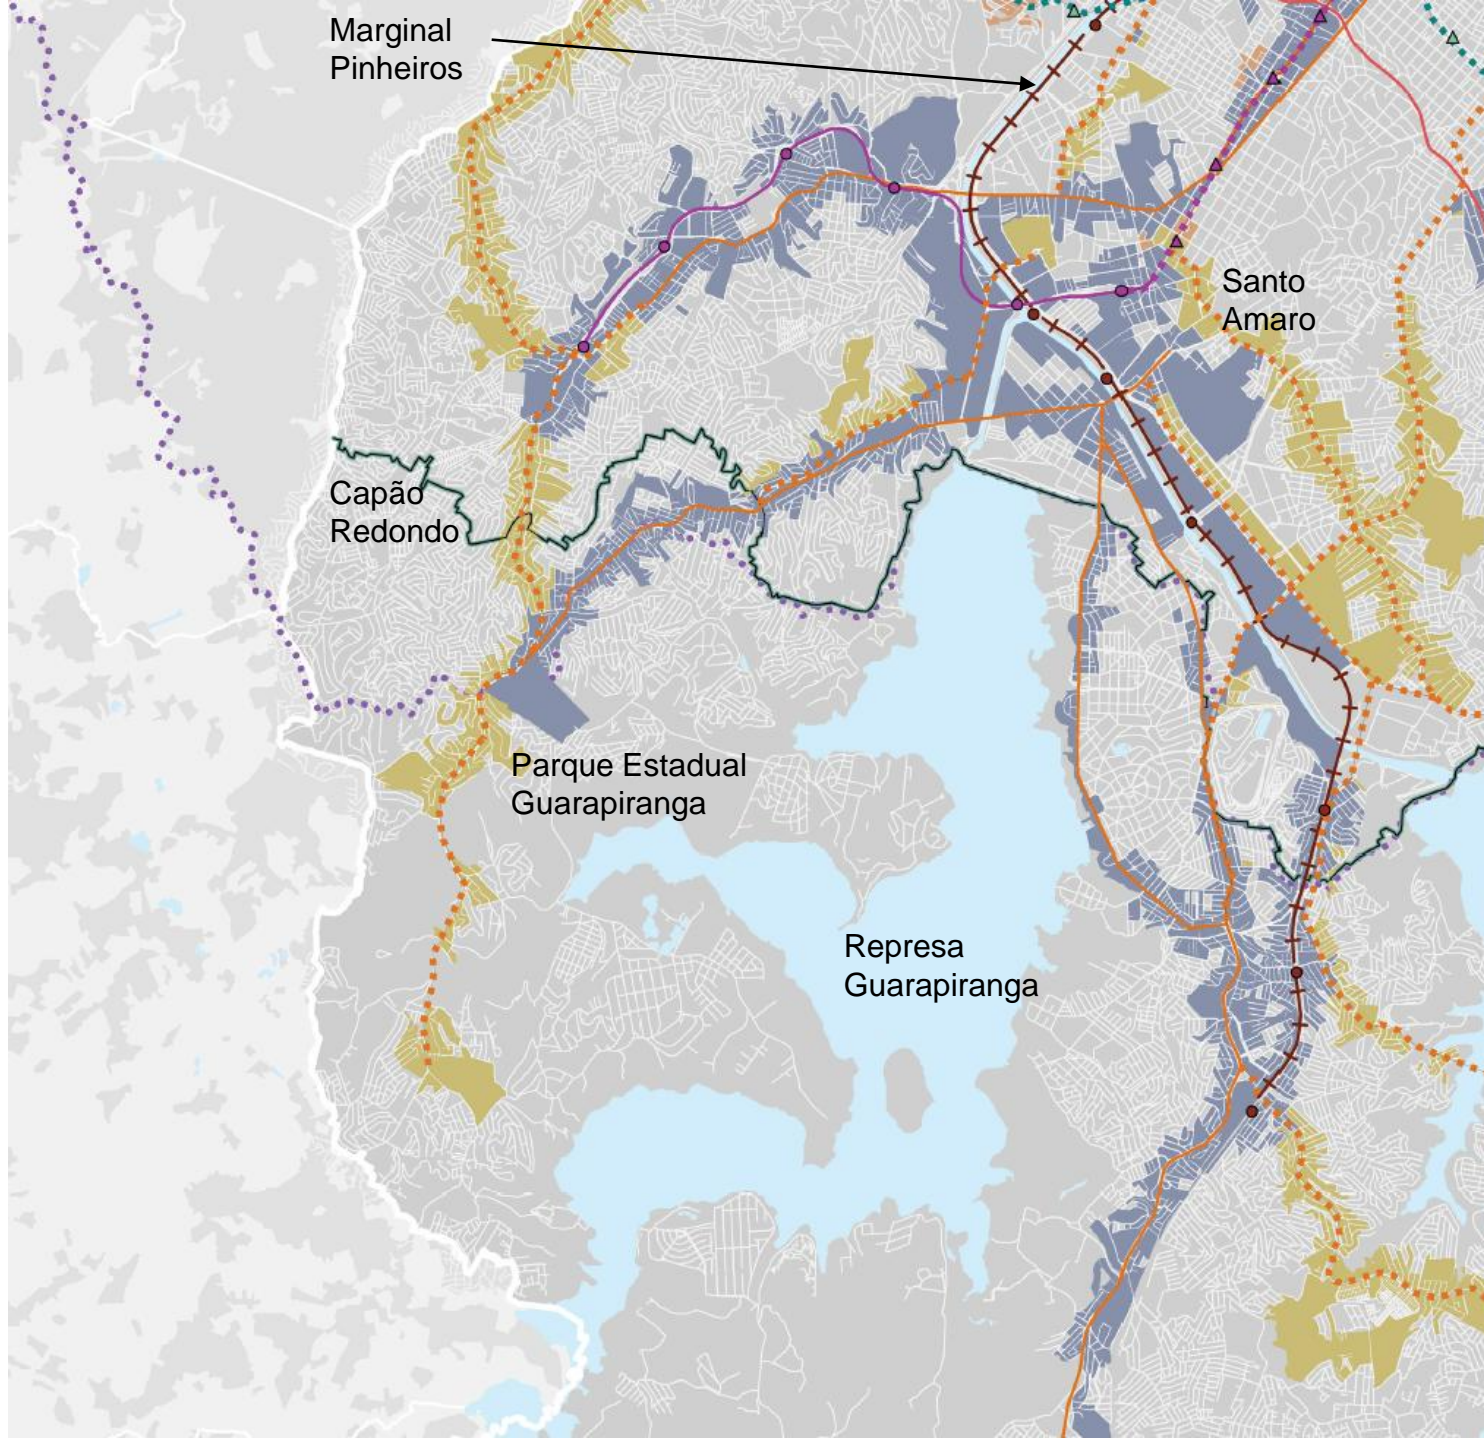 Marginal
Pinheiros
Santo
Amaro
Capão
Redondo
Parque Estadual
Guarapiranga
Represa
Guarapiranga